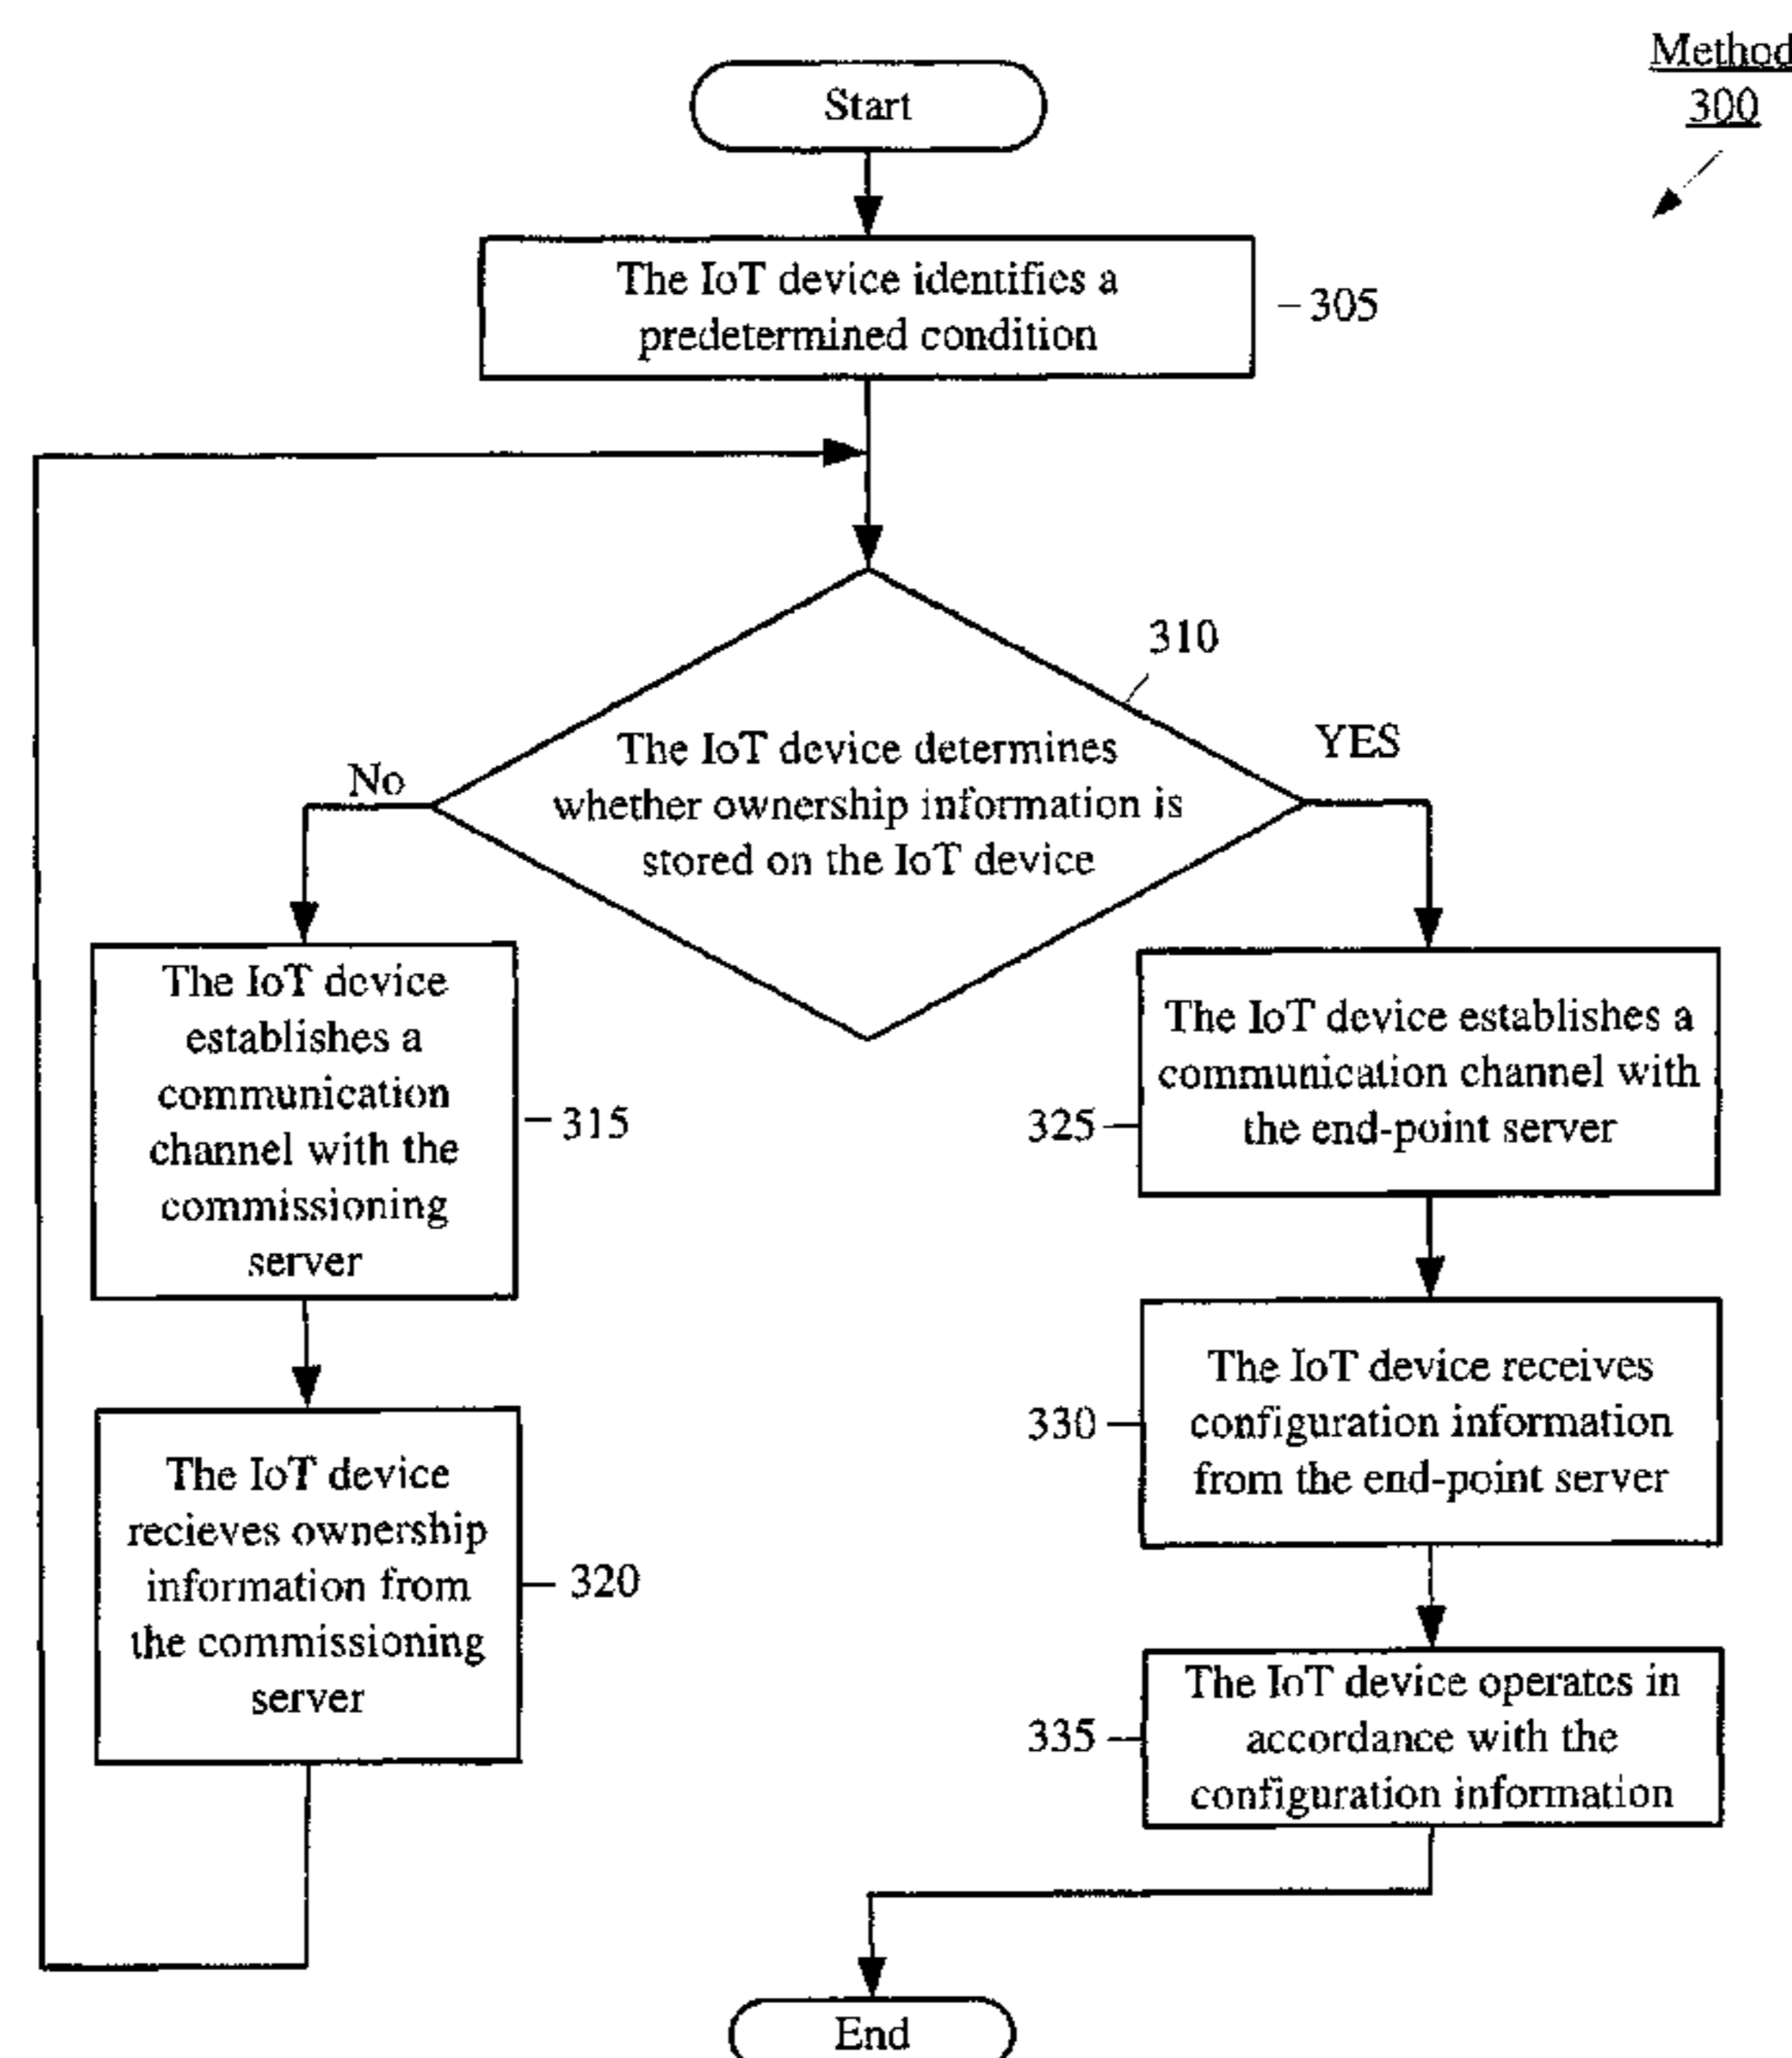 Method
300
Start
The IoT device identifies a
predetermined condition
305
310
The IoT device determines
whether ownership information is
stored on the IoT device
No
YES
The IoT device
establishes a
communication
channel with the
commissioning
server
315
The IoT device establishes a
communication channel with
the end-point server
325
The IoT device
recieves ownership
information from
the commissioning
server
320
The IoT device receives
configuration information
from the end-point server
330
The IoT device operates in
accordance with the
configuration information
335
End